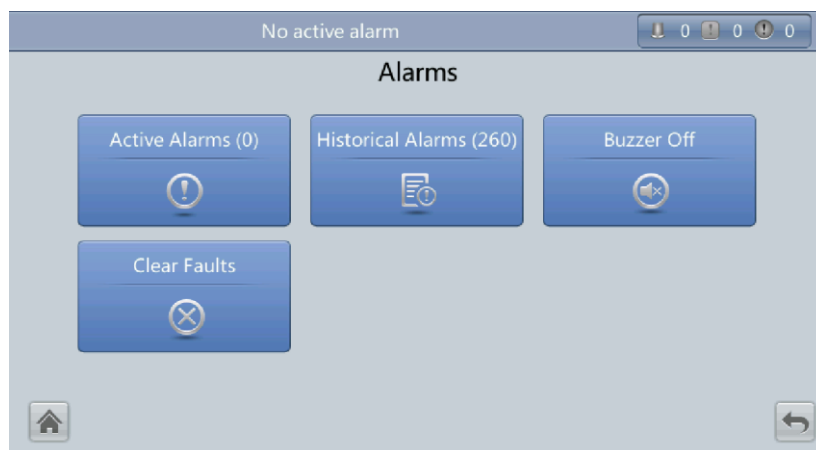 No active alarm 0 0 0
Alarms
Active Alarms (0) Historical Alarms (260) Buzzer Off
Clear Faults